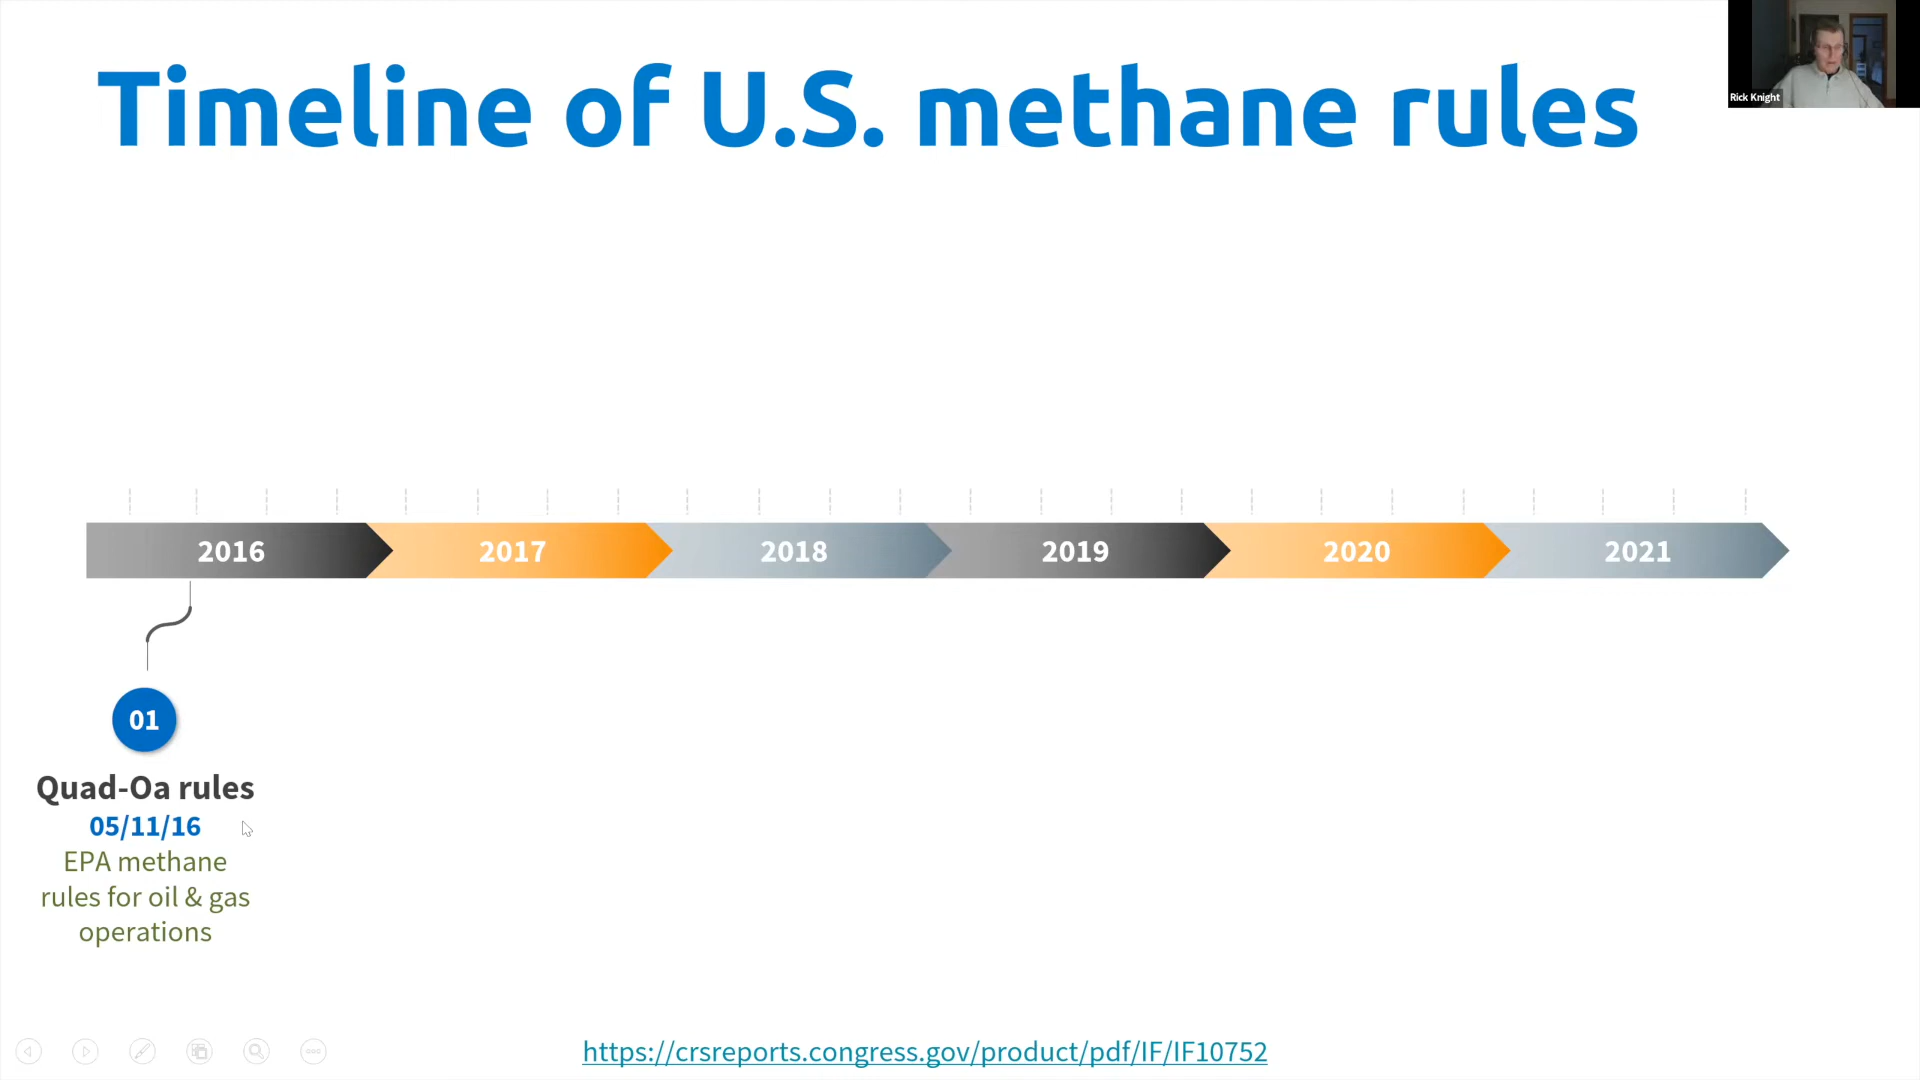 Timeline of U.S. methane rules
Rick Knight
2016 2017 2018 2019 2020 2021
01
Quad-Oa rules
05/11/16
EPA methane
rules for oil & gas
operations
https://crsreports.congress.gov/product/pdf/IF/IF10752